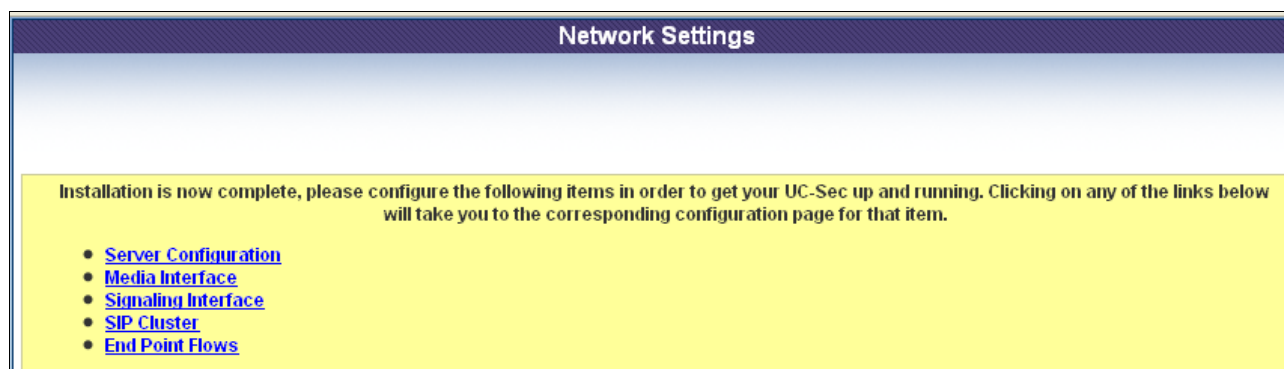 Network Settings
Installation is now complete, please configure the following items in order to get your UC-Sec up and running. Clicking on any of the links below
will take you to the corresponding configuration page for that item.
Server Configuration
Media Interface
Signaling Interface
SIP Cluster
End Point Flows